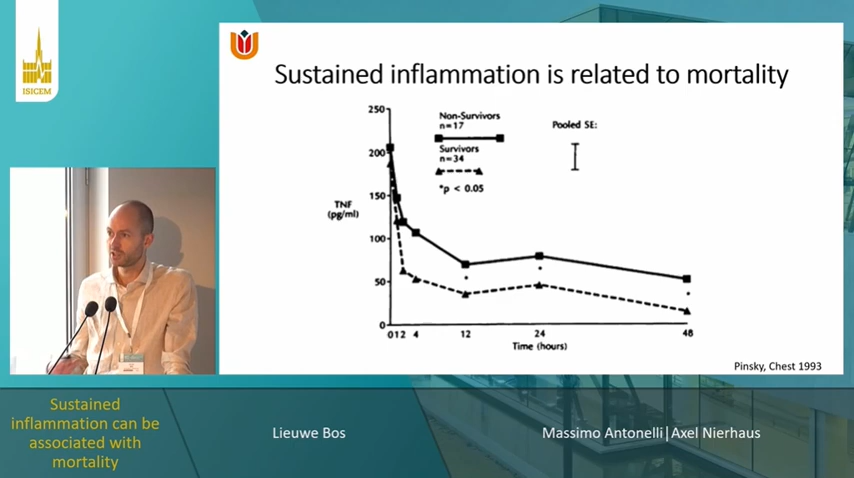 ISICEM
Sustained inflammation is related to mortality
250
200
150
100
50
0
TNF
(pg/ml)
Non-Survivors
n=17
Survivors
n=34
*p < 0.05
Pooled SE:
*
*
*
0 1 2 4 12 24 48
Time (hours)
Pinsky, Chest 1993
Sustained
inflammation can be
associated with
mortality
Lieuwe Bos
Massimo Antonelli|Axel Nierhaus